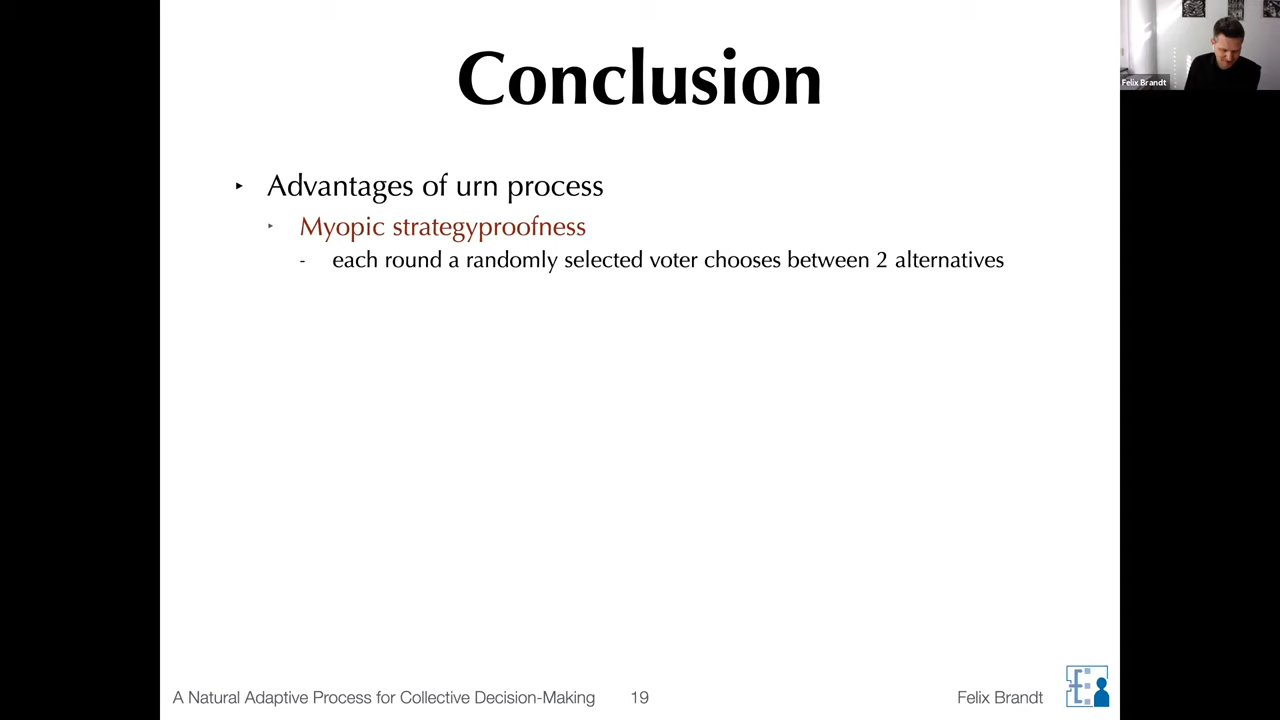 Conclusion
Felix Brandt
‣ Advantages of urn process
‣ Myopic strategyproofness
- each round a randomly selected voter chooses between 2 alternatives
A Natural Adaptive Process for Collective Decision-Making 19 Felix Brandt